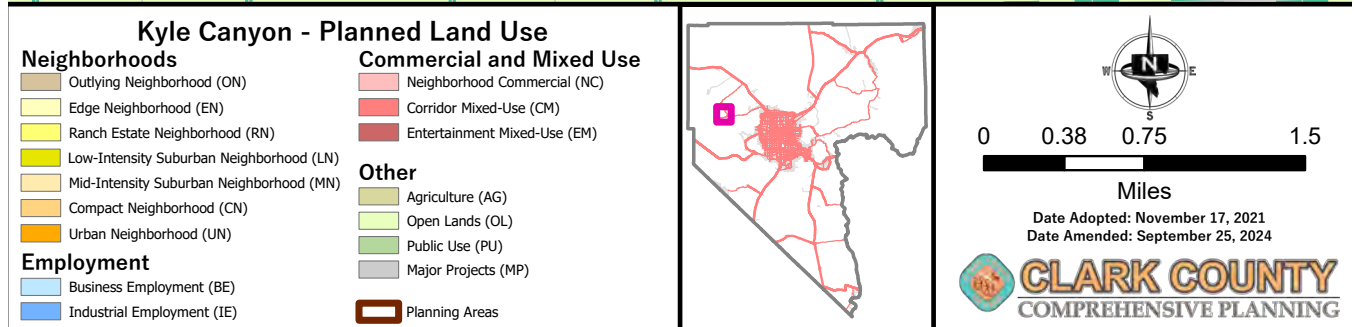 Kyle Canyon - Planned Land Use
Neighborhoods
Outlying Neighborhood (ON)
Edge Neighborhood (EN)
Ranch Estate Neighborhood (RN)
Low-Intensity Suburban Neighborhood (LN)
Mid-Intensity Suburban Neighborhood (MN)
Compact Neighborhood (CN)
Urban Neighborhood (UN)
Employment
Business Employment (BE)
Industrial Employment (IE)
Commercial and Mixed Use
Neighborhood Commercial (NC)
Corridor Mixed-Use (CM)
Entertainment Mixed-Use (EM)
Other
Agriculture (AG)
Open Lands (OL)
Public Use (PU)
Major Projects (MP)
Planning Areas
W N E
S
0 0.38 0.75 1.5
Miles
Date Adopted: November 17, 2021
Date Amended: September 25, 2024
CLARK COUNTY
COMPREHENSIVE PLANNING